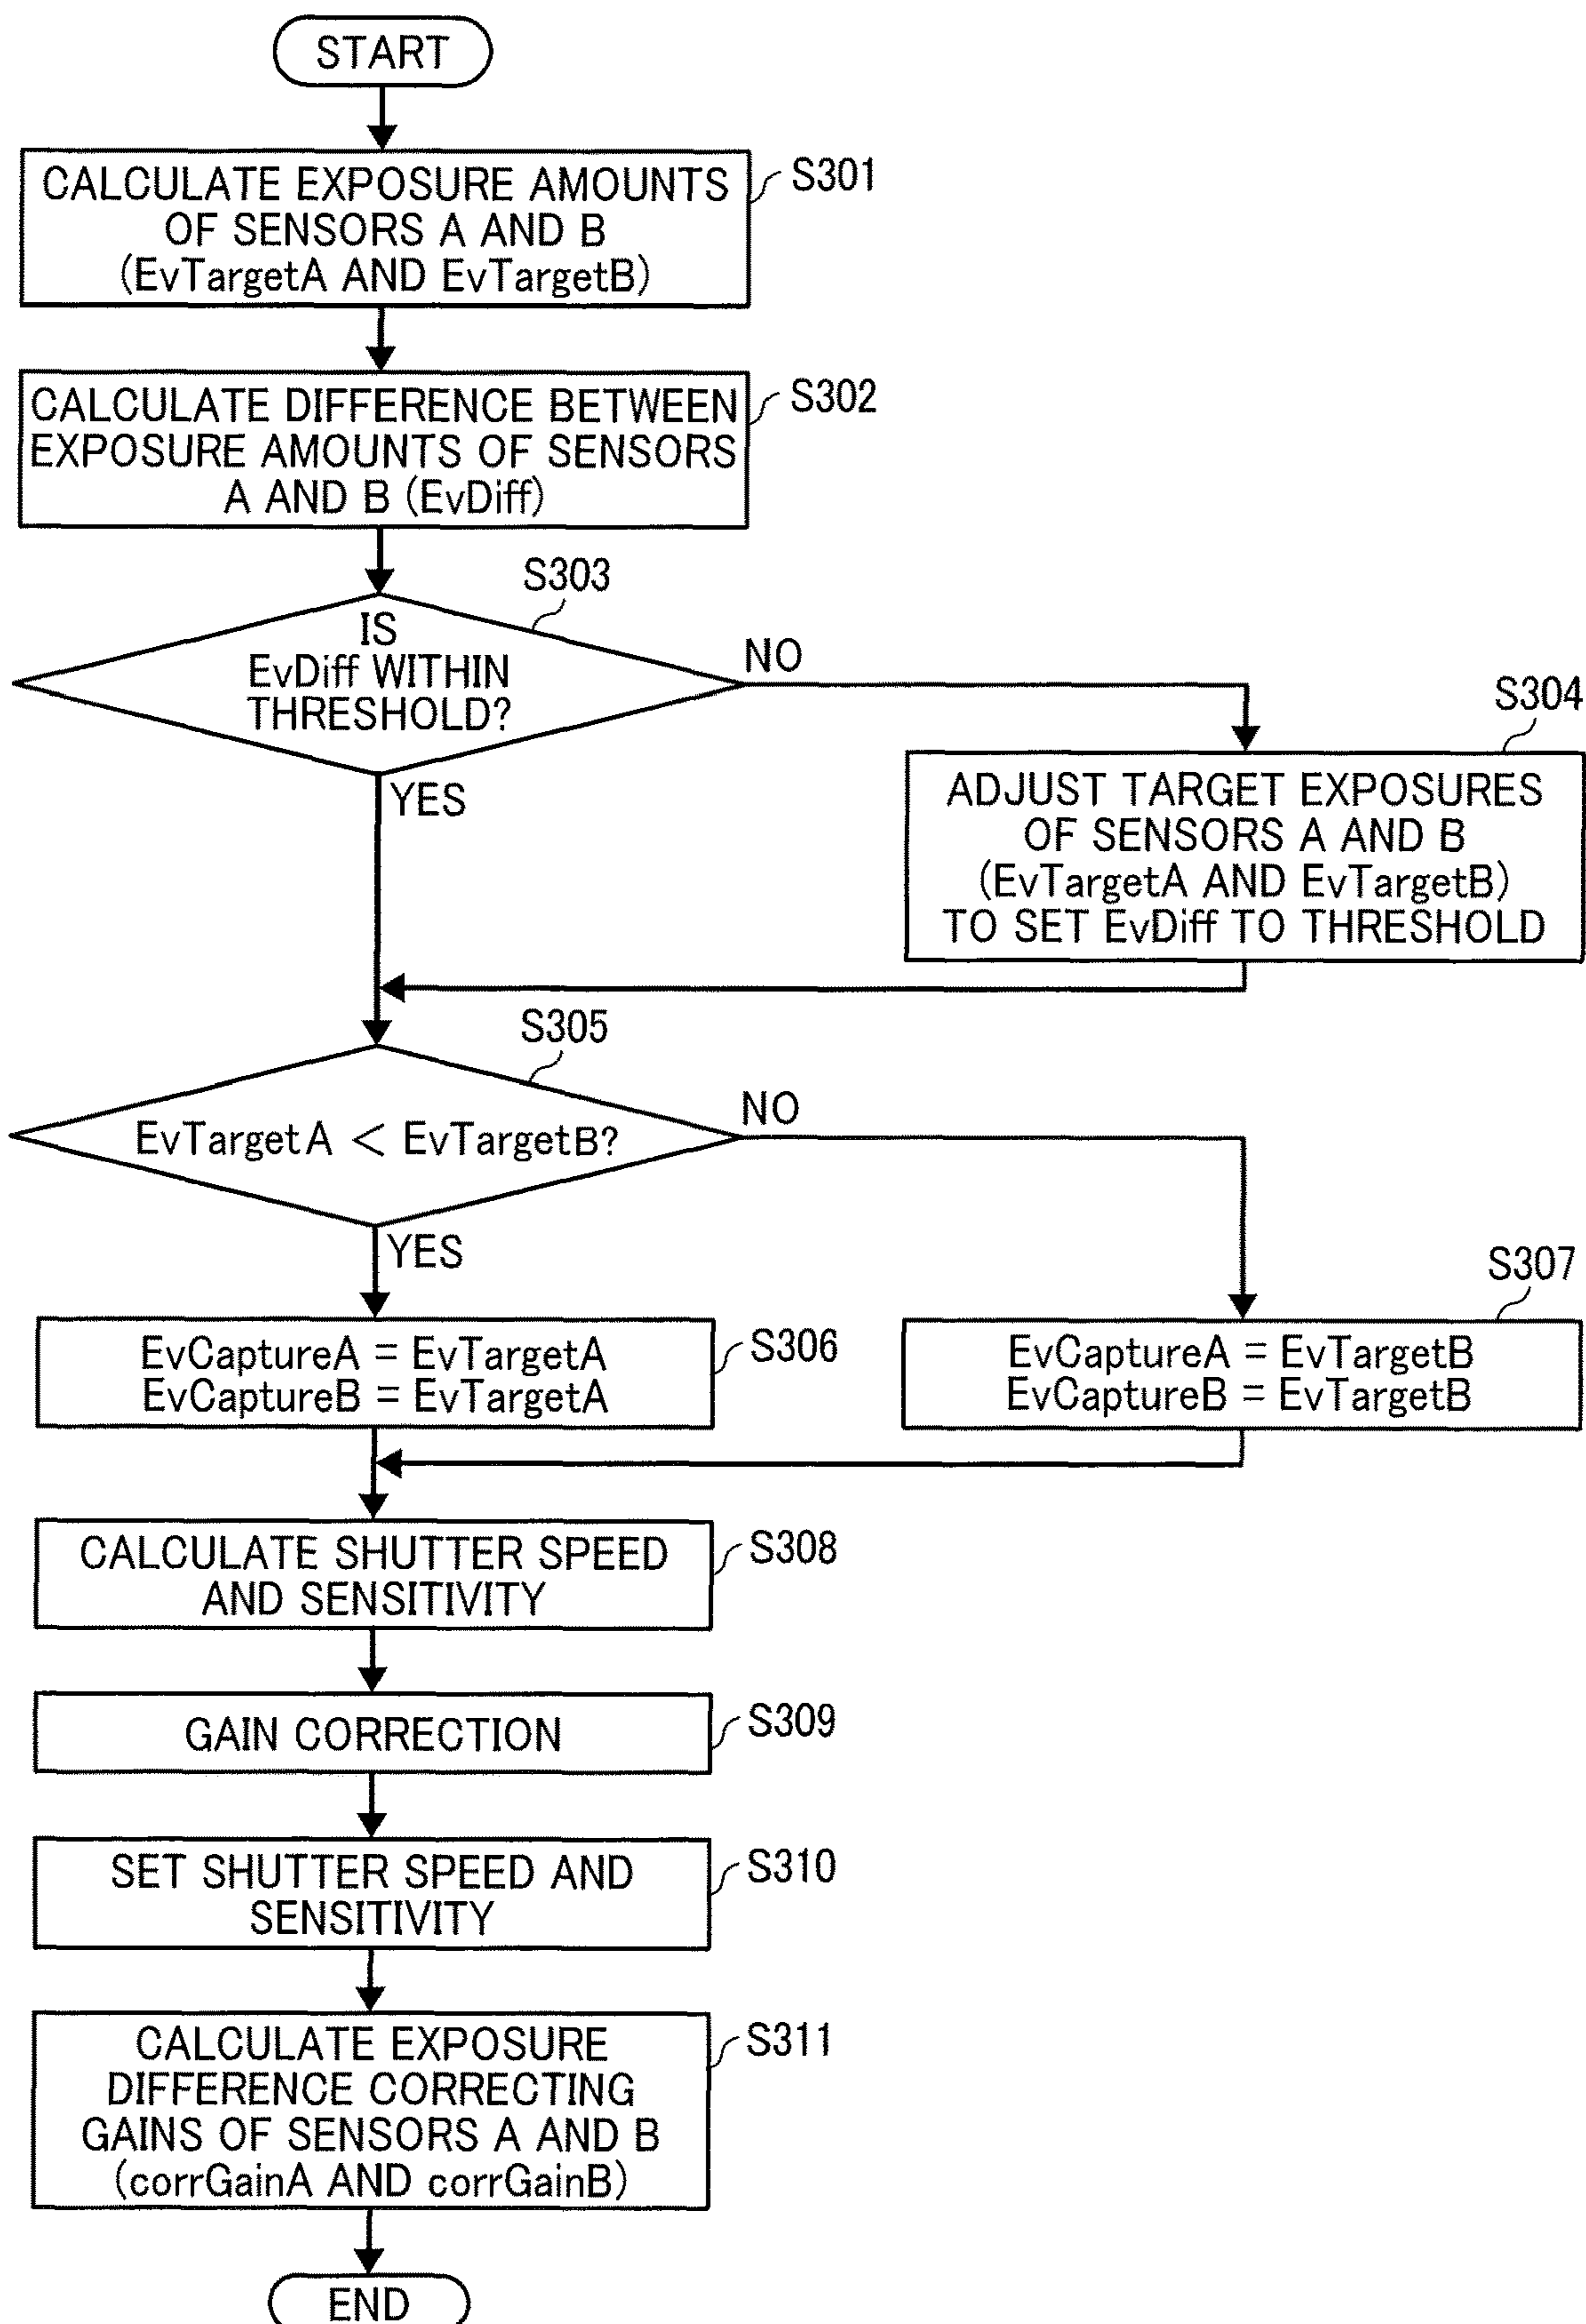 START
CALCULATE EXPOSURE AMOUNTS
OF SENSORS A AND B
(EvTargetA AND EvTargetB)
S301
CALCULATE DIFFERENCE BETWEEN
EXPOSURE AMOUNTS OF SENSORS
A AND B (EvDiff)
S302
S303
IS
EvDiff WITHIN
THRESHOLD?
NO
YES
S304
ADJUST TARGET EXPOSURES
OF SENSORS A AND B
(EvTargetA AND EvTargetB)
TO SET EvDiff TO THRESHOLD
S305
EvTargetA < EvTargetB?
NO
YES
S306
EvCaptureA = EvTargetA
EvCaptureB = EvTargetA
S307
EvCaptureA = EvTargetB
EvCaptureB = EvTargetB
CALCULATE SHUTTER SPEED
AND SENSITIVITY
S308
GAIN CORRECTION
S309
SET SHUTTER SPEED AND
SENSITIVITY
S310
CALCULATE EXPOSURE
DIFFERENCE CORRECTING
GAINS OF SENSORS A AND B
(corrGainA AND corrGainB)
S311
END